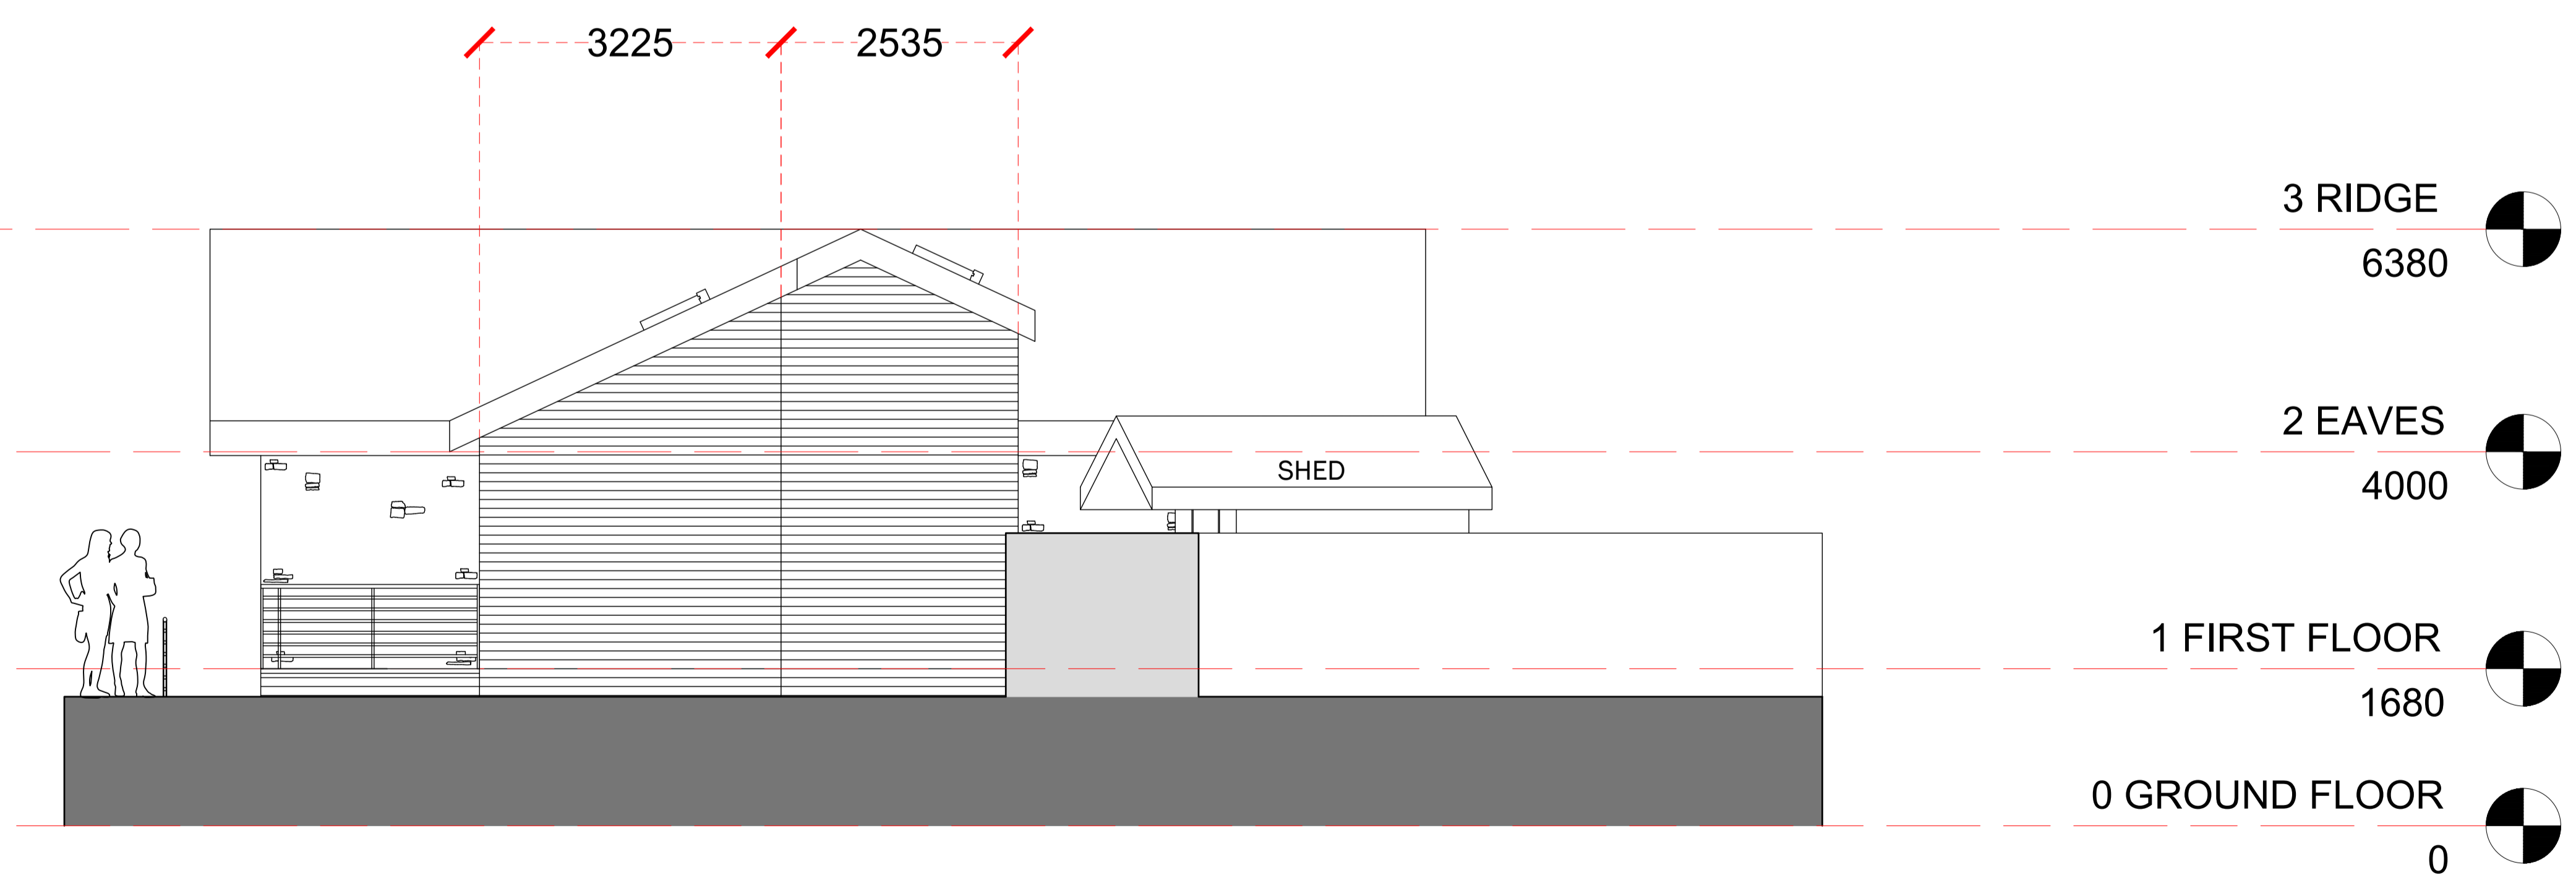 3225 2535
3 RIDGE
6380
2 EAVES
4000
SHED
1 FIRST FLOOR
1680
0 GROUND FLOOR
0